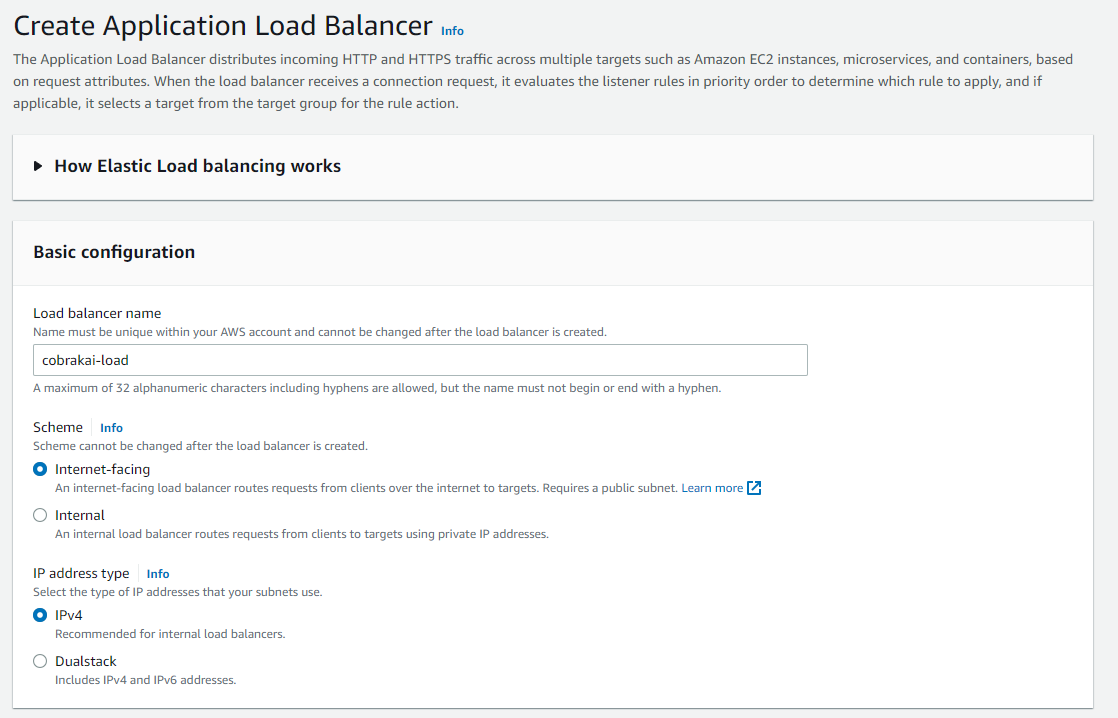 Create Application Load Balancer Info
The Application Load Balancer distributes incoming HTTP and HTTPS traffic across multiple targets such as Amazon EC2 instances, microservices, and containers, based
on request attributes. When the load balancer receives a connection request, it evaluates the listener rules in priority order to determine which rule to apply, and if
applicable, it selects a target from the target group for the rule action.
How Elastic Load balancing works
Basic configuration
Load balancer name
Name must be unique within your AWS account and cannot be changed after the load balancer is created.
cobrakai-load
A maximum of 32 alphanumeric characters including hyphens are allowed, but the name must not begin or end with a hyphen.
Scheme Info
Scheme cannot be changed after the load balancer is created.
Internet-facing
An internet-facing load balancer routes requests from clients over the internet to targets. Requires a public subnet. Learn more
Internal
An internal load balancer routes requests from clients to targets using private IP addresses.
IP address type Info
Select the type of IP addresses that your subnets use.
IPv4
Recommended for internal load balancers.
Dualstack
Includes IPv4 and IPv6 addresses.